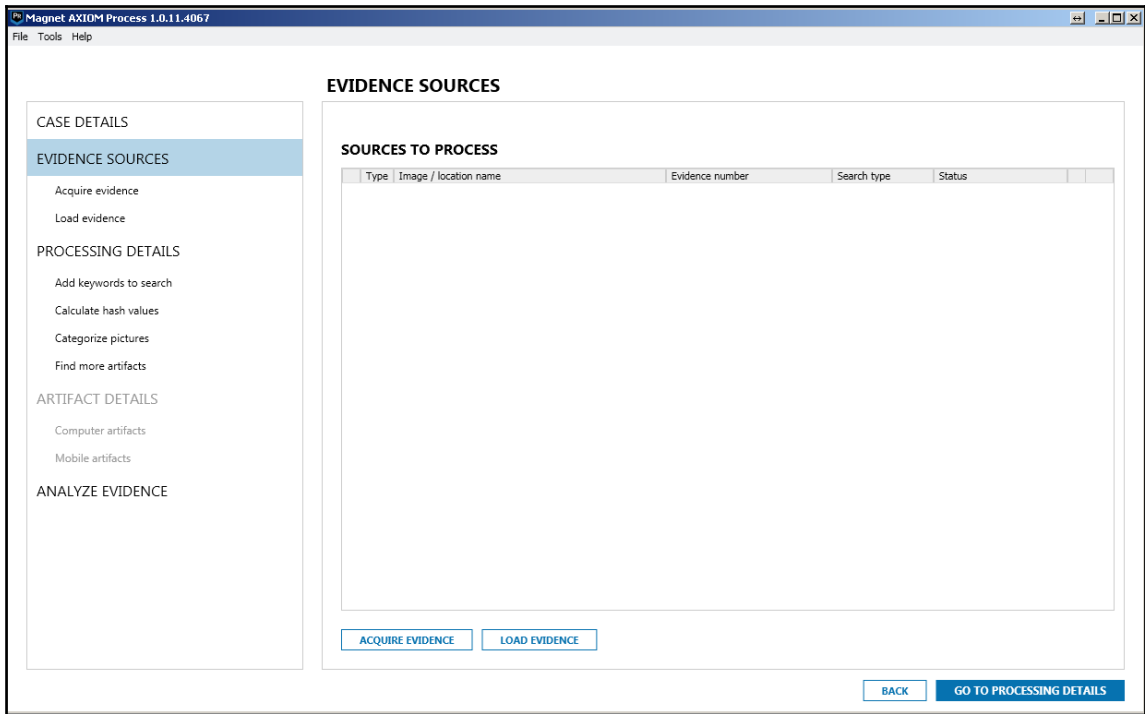 Magnet AXIOM Process 1.0.11.4067
File Tools Help
EVIDENCE SOURCES
CASE DETAILS
EVIDENCE SOURCES
Acquire evidence
Load evidence
PROCESSING DETAILS
Add keywords to search
Calculate hash values
Categorize pictures
Find more artifacts
ARTIFACT DETAILS
Computer artifacts
Mobile artifacts
ANALYZE EVIDENCE
SOURCES TO PROCESS
Type Image / location name Evidence number Search type Status
ACQUIRE EVIDENCE LOAD EVIDENCE
BACK GO TO PROCESSING DETAILS